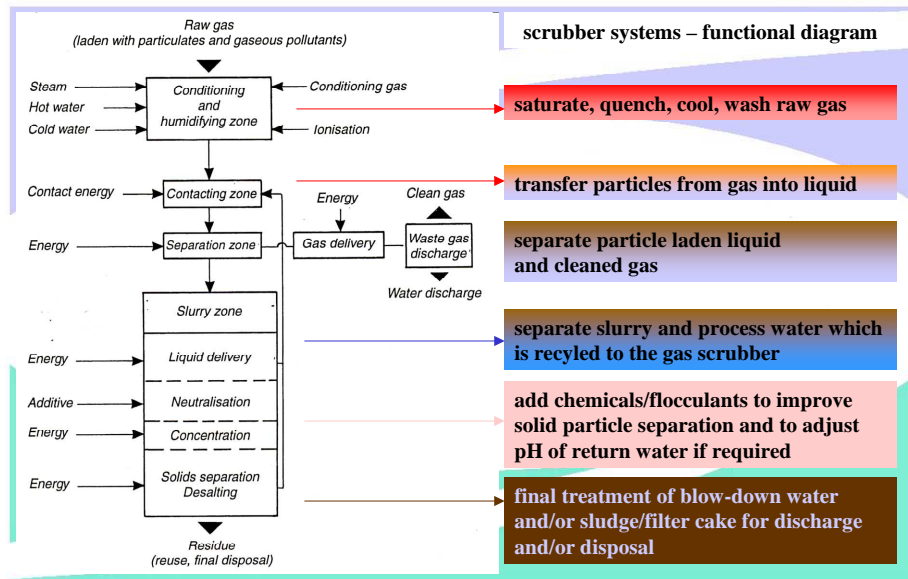 scrubber systems – functional diagram
Raw gas
(laden with particulates and gaseous pollutants)
Steam
Hot water
Cold water
Conditioning
and
humidifying zone
Conditioning gas
Ionisation
saturate, quench, cool, wash raw gas
Contact energy
Contacting zone
transfer particles from gas into liquid
Energy
Separation zone
Energy
Gas delivery
Clean gas
Waste gas
discharge
Water discharge
separate particle laden liquid
and cleaned gas
Slurry zone
Energy
Liquid delivery
separate slurry and process water which
is recyled to the gas scrubber
Additive
Neutralisation
Energy
Concentration
add chemicals/flocculants to improve
solid particle separation and to adjust
pH of return water if required
Energy
Solids separation
Desalting
final treatment of blow-down water
and/or sludge/filter cake for discharge
and/or disposal
Residue
(reuse, final disposal)